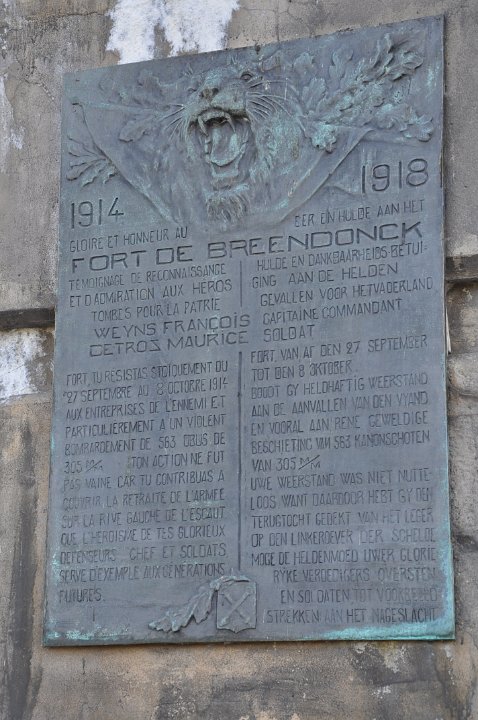 1914
1918
GLOIRE ET HONNEUR AU
EER EN HULDE AAN HET
FORT DE BREENDONCK
TÉMOIGNAGE DE RECONNAISSANCE
ET D'ADMIRATION AUX HÉROS
TOMBÉS POUR LA PATRIE
HULDE EN DANKBAARHEIDS-BETUI-
GING AAN DE HELDEN
GEVALLEN VOOR HET VADERLAND
WEYNS FRANÇOIS
CAPITAINE COMMANDANT
DETROZ MAURICE
SOLDAT
FORT, TU RÉSISTAS STOÏQUEMENT DU
27 SEPTEMBRE AU 8 OCTOBRE 1914
AUX ENTREPRISES DE L'ENNEMI ET
PARTICULIÈREMENT A UN VIOLENT
BOMBARDEMENT DE 563 OBUS DE
305 M/M TON ACTION NE FUT
PAS VAINE CAR TU CONTRIBUAS A
COUVRIR LA RETRAITE DE L'ARMÉE
SUR LA RIVE GAUCHE DE L'ESCAUT
QUE L'HÉROÏSME DE TES GLORIEUX
DEFENSEURS, CHEF ET SOLDATS,
SERVE D'EXEMPLE AUX GÉNÉRATIONS
FUTURES.
FORT, VAN AF DEN 27 SEPTEMBER
TOT DEN 8 OKTOBER.
BOODT GY HELDHAFTIG WEERSTAND
AAN DE AANVALLEN VAN DEN VYAND
EN VOORAL AAN EENE GEWELDIGE
BESCHIETING VAN 563 KANONSCHOTEN
VAN 305 M/M
UWE WEERSTAND WAS NIET NUTTE-
LOOS WANT DAARDOOR HEBT GY DEN
TERUGTOCHT GEDEKT VAN HET LEGER
OP DEN LINKEROEVER DER SCHELDE
MOGE DE HELDENMOED UWER GLORIE
RYKE VERDEDIGERS OVERSTEN
EN SOLDATEN TOT VOORBEELD
STREKKEN AAN HET NAGESLACHT